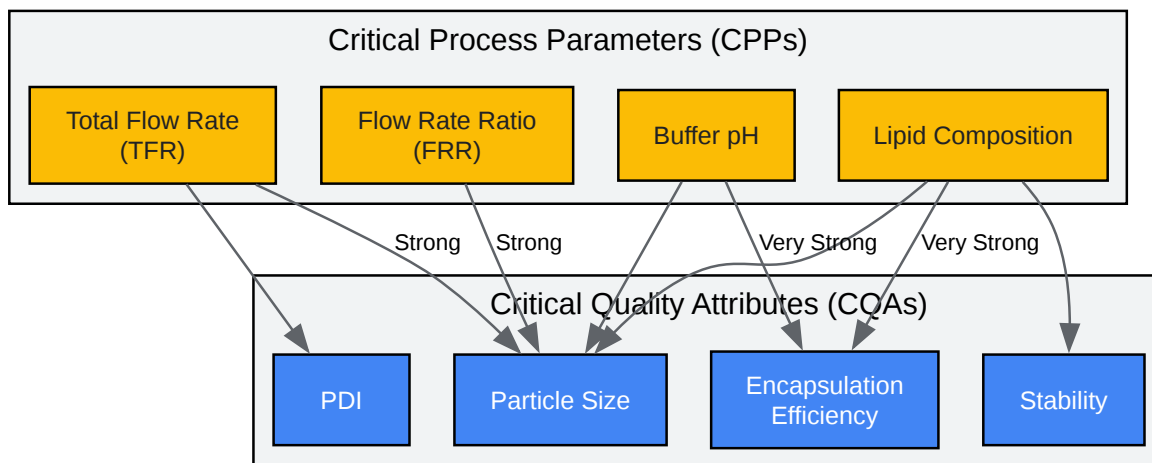 Critical Process Parameters (CPPs)
Total Flow Rate
(TFR)
Flow Rate Ratio
(FRR)
Buffer pH
Lipid Composition
Strong
Strong
Very Strong
Very Strong
Critical Quality Attributes (CQAs)
PDI
Particle Size
Encapsulation
Efficiency
Stability